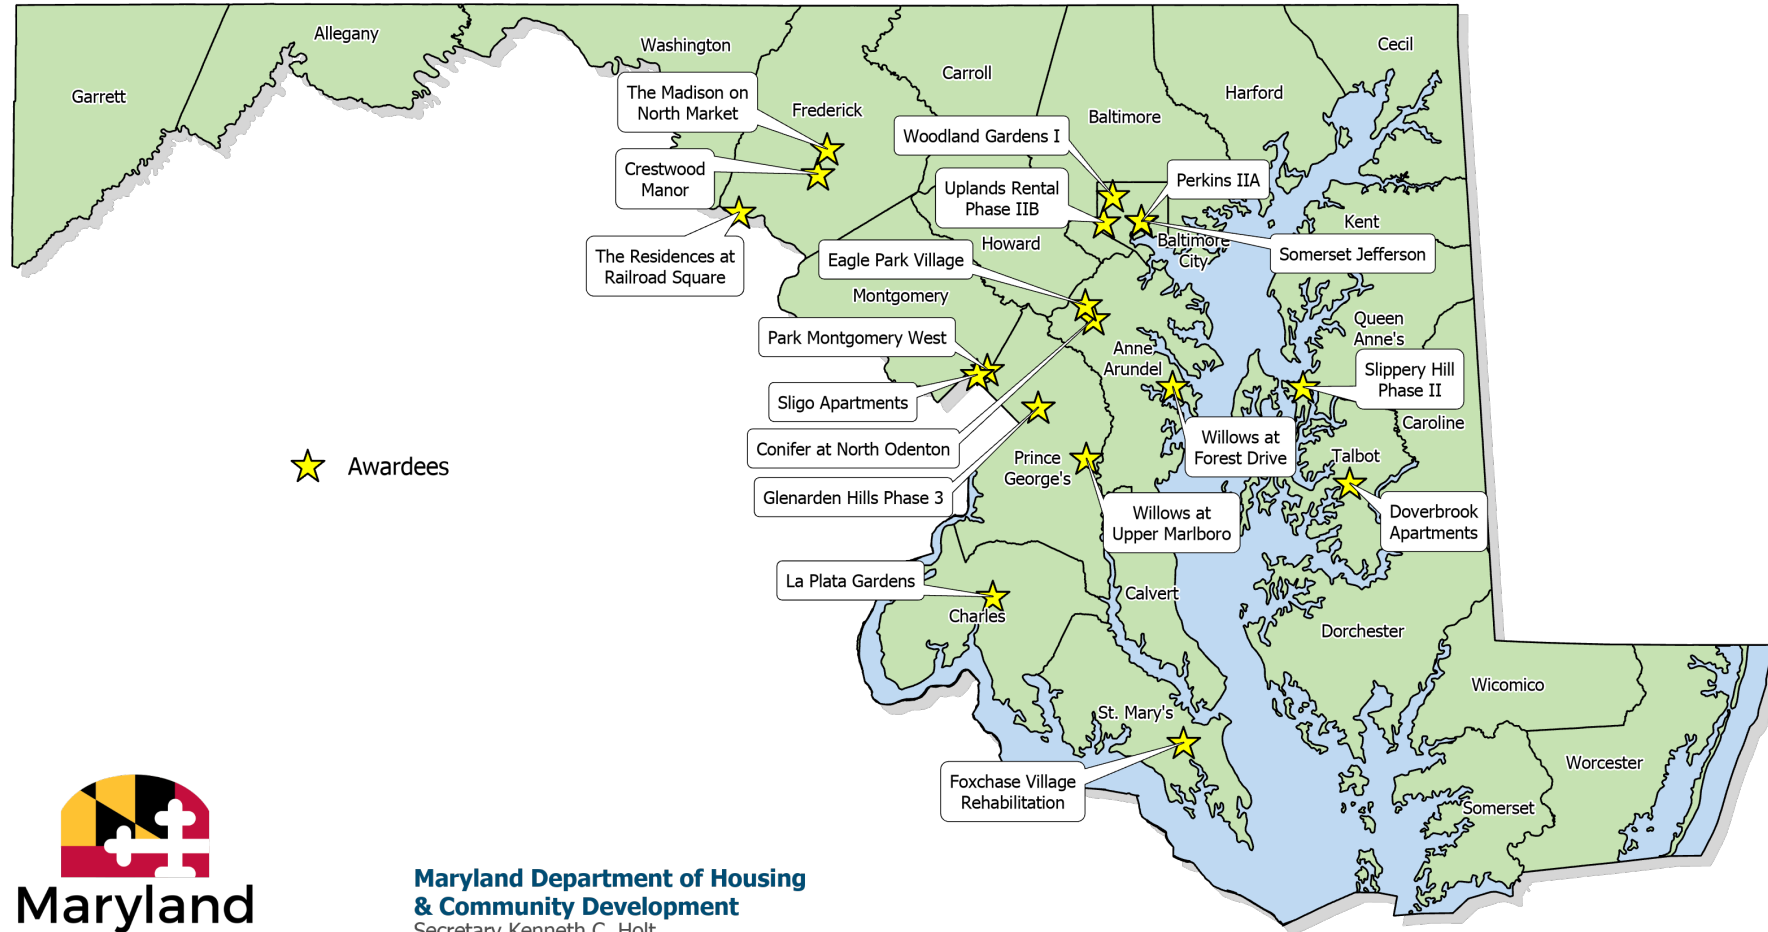 Allegany
Garrett
Washington
Carroll
Cecil
Harford
Baltimore
Frederick
The Madison on
North Market
Crestwood
Manor
The Residences at
Railroad Square
Woodland Gardens I
Uplands Rental
Phase IIB
Perkins IIA
Somerset Jefferson
Baltimore
City
Kent
Howard
Eagle Park Village
Montgomery
Park Montgomery West
Sligo Apartments
Conifer at North Odenton
Glenarden Hills Phase 3
Anne
Arundel
Queen
Anne's
Slippery Hill
Phase II
Caroline
Willows at
Forest Drive
Talbot
Doverbrook
Apartments
Prince
George's
Willows at
Upper Marlboro
Awardees
La Plata Gardens
Charles
Calvert
Dorchester
Wicomico
St. Mary's
Foxchase Village
Rehabilitation
Worcester
Somerset
Maryland
Maryland Department of Housing
& Community Development
Secretary Kenneth C. Holt